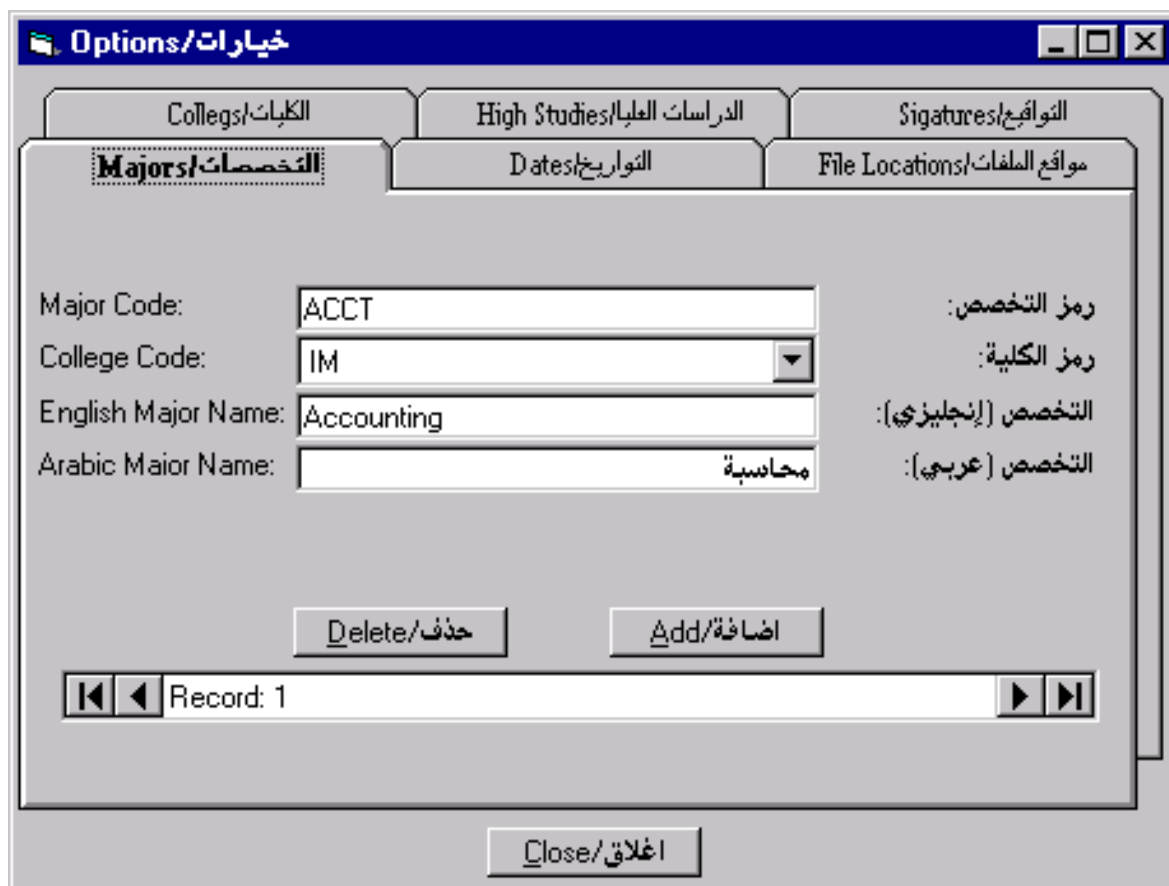 Options/خيارات
Collegs/الكليات High Studies/الدراسات العليا Sigatures/التواقيع
Majors/التخصصات Dates/التواريخ File Locations/مواقع الملفات
Major Code: ACCT رمز التخصص:
College Code: IM رمز الكلية:
English Major Name: Accounting التخصص (إنجليزي):
Arabic Maior Name: محاسبة التخصص (عربي):
Delete/حذف Add/اضافة
Record: 1
Close/اغلاق